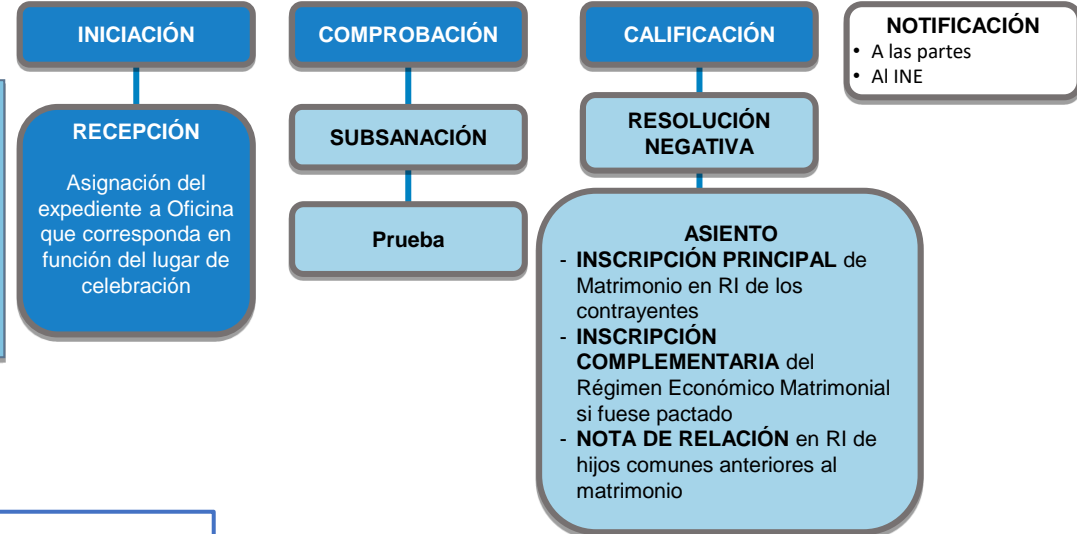 INICIACIÓN
RECEPCIÓN
Asignación del
expediente a Oficina
que corresponda en
función del lugar de
celebración
COMPROBACIÓN
SUBSANACIÓN
Prueba
CALIFICACIÓN
RESOLUCIÓN
NEGATIVA
ASIENTO
- INSCRIPCIÓN PRINCIPAL de
Matrimonio en RI de los
contrayentes
- INSCRIPCIÓN
COMPLEMENTARIA del
Régimen Económico Matrimonial
si fuese pactado
- NOTA DE RELACIÓN en RI de
hijos comunes anteriores al
matrimonio
NOTIFICACIÓN
• A las partes
• Al INE